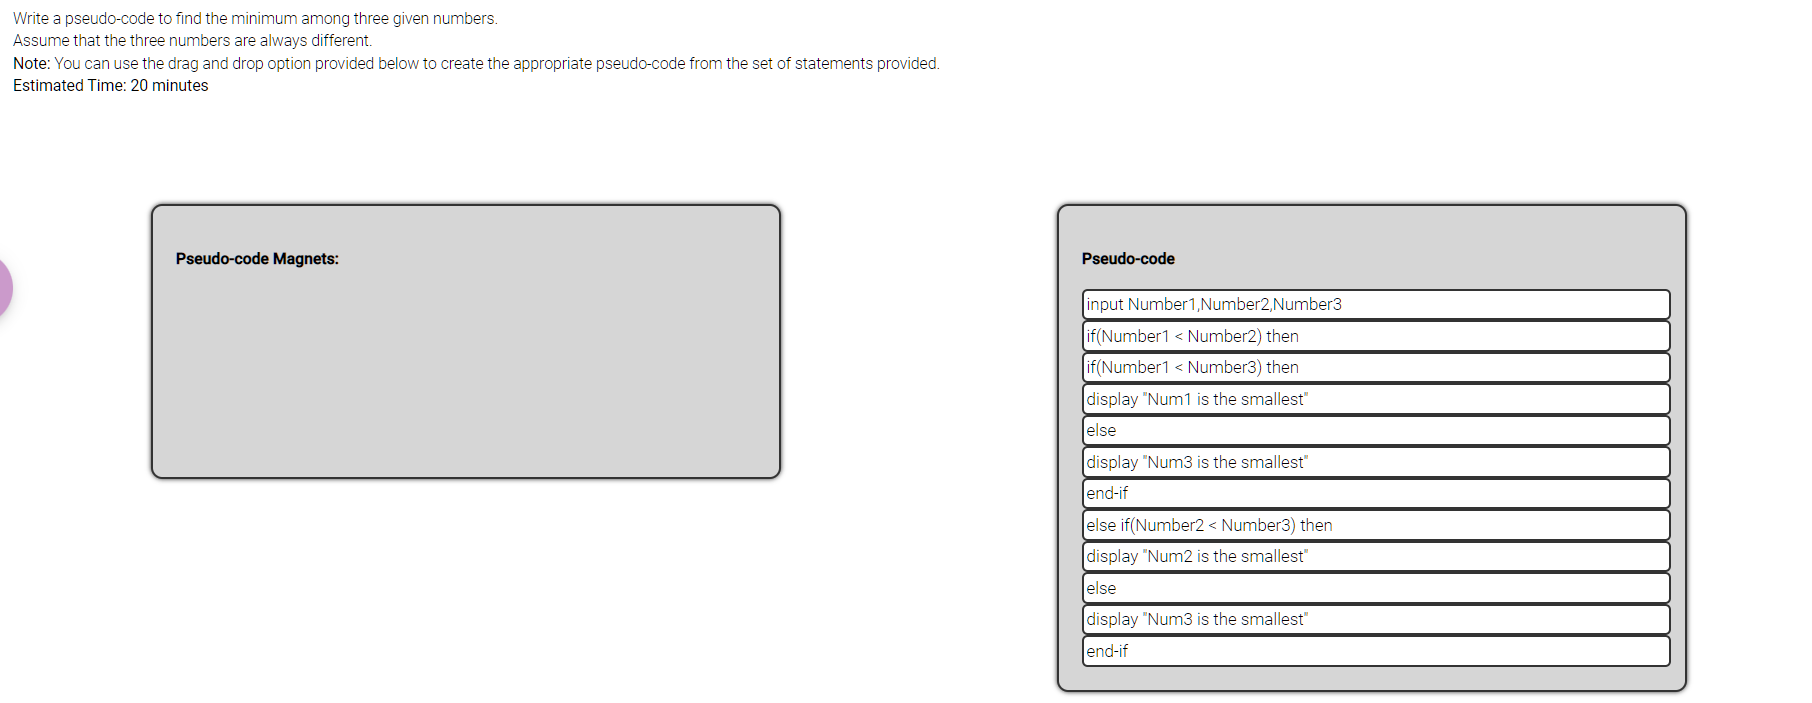 Write a pseudo-code to find the minimum among three given numbers.
Assume that the three numbers are always different.
Note: You can use the drag and drop option provided below to create the appropriate pseudo-code from the set of statements provided.
Estimated Time: 20 minutes
Pseudo-code Magnets:
Pseudo-code
input Number1,Number2,Number3
if(Number1 < Number2) then
if(Number1 < Number3) then
display "Num1 is the smallest"
else
display "Num3 is the smallest"
end-if
else if(Number2 < Number3) then
display "Num2 is the smallest"
else
display "Num3 is the smallest"
end-if